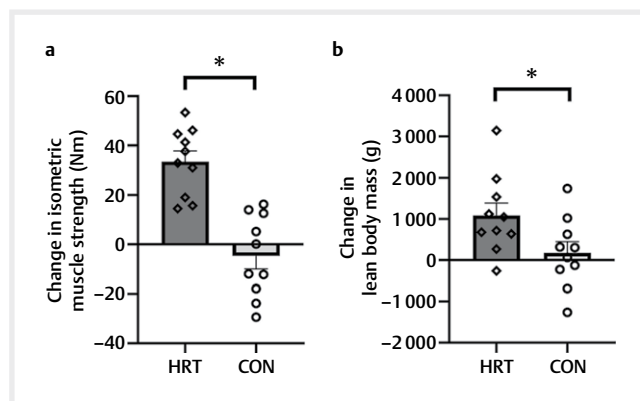 a
*
Change in isometric
muscle strength (Nm)
60
40
20
0
−20
−40
HRT CON
b
*
Change in
lean body mass (g)
4 000
3 000
2 000
1 000
0
−1 000
−2 000
HRT CON